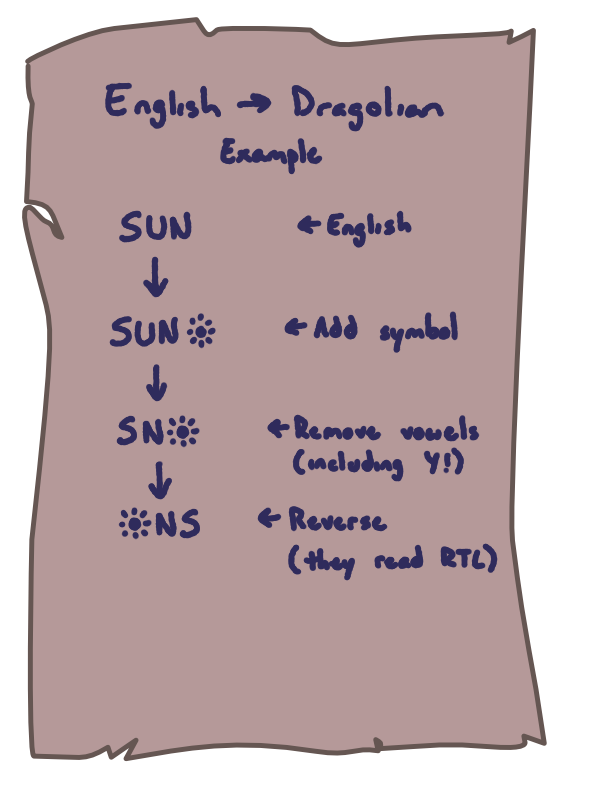 English → Dragolian
Example
SUN ← English
↓
SUN☀ ← Add symbol
↓
SN☀ ← Remove vowels
(including Y!)
↓
☀NS ← Reverse
(they read RTL)